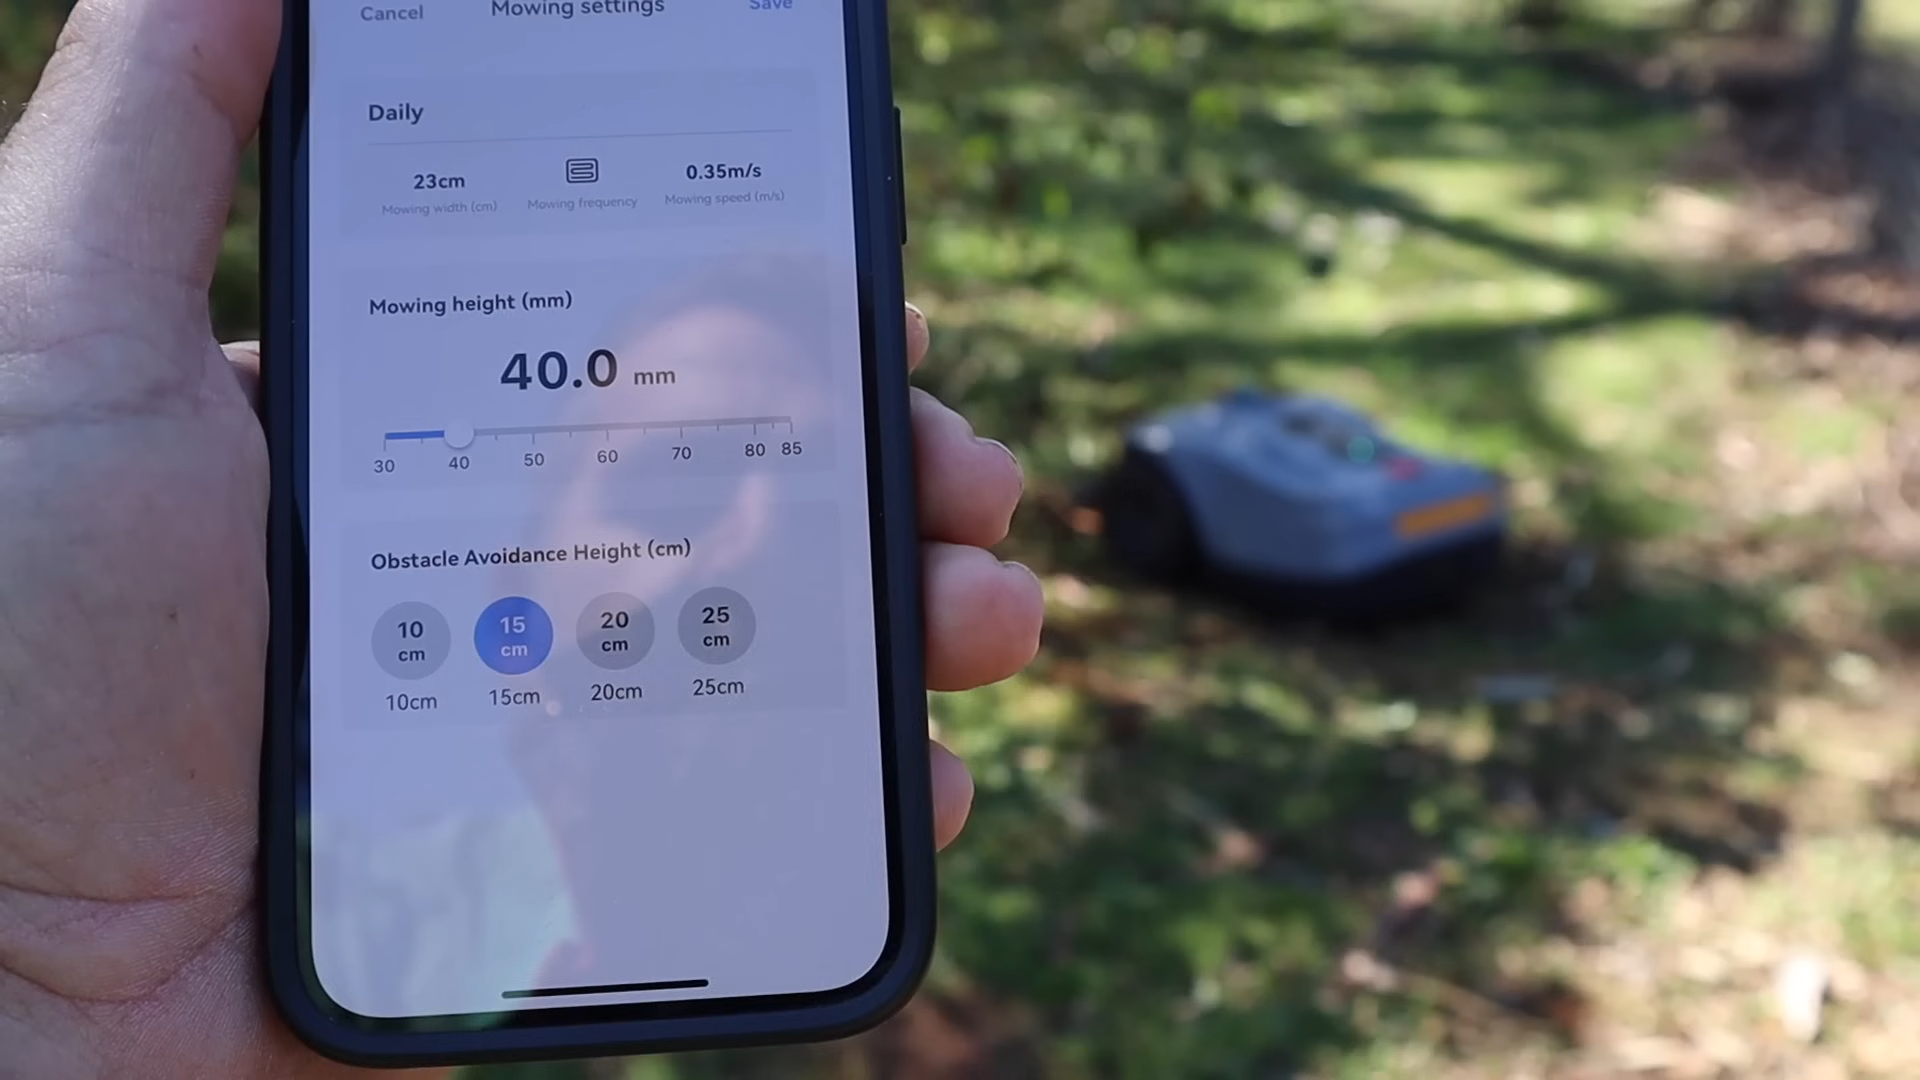 Cancel Mowing settings Save
Daily
23cm 0.35m/s
Mowing width (cm) Mowing frequency Mowing speed (m/s)
Mowing height (mm)
40.0 mm
30 40 50 60 70 80 85
Obstacle Avoidance Height (cm)
10 15 20 25
cm cm cm cm
10cm 15cm 20cm 25cm